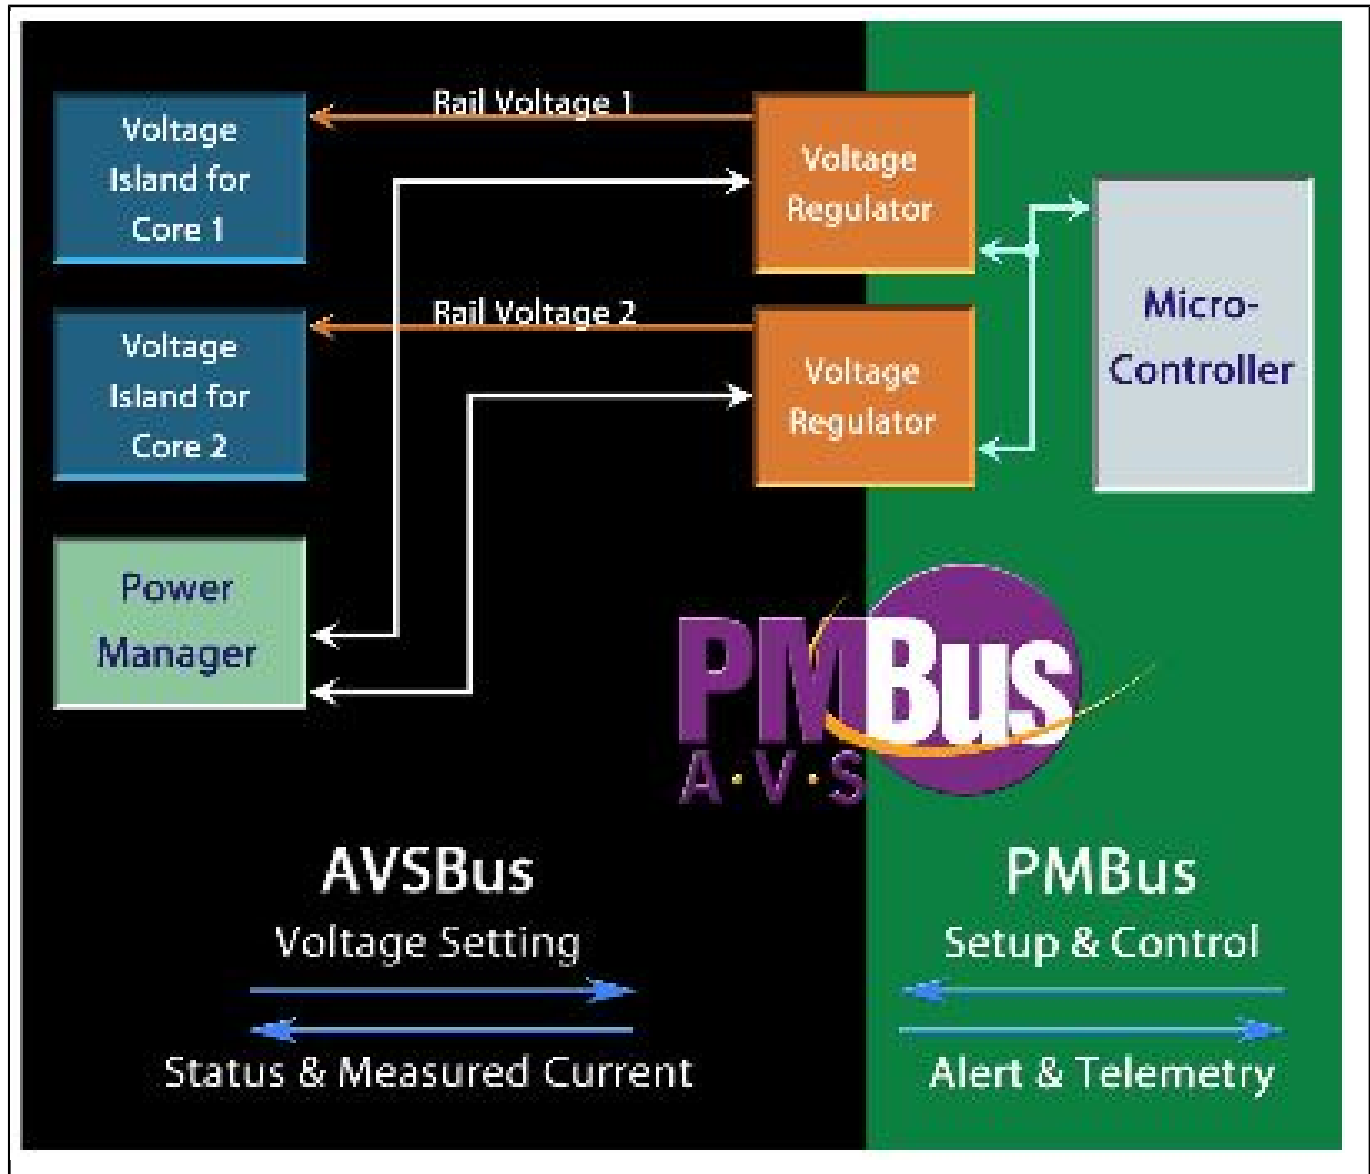 Rail Voltage 1
Voltage
Island for
Core 1
Voltage
Regulator
Rail Voltage 2
Voltage
Island for
Core 2
Voltage
Regulator
Micro-
Controller
Power
Manager
PMBus
A·V·S
AVSBus
Voltage Setting
Status & Measured Current
PMBus
Setup & Control
Alert & Telemetry